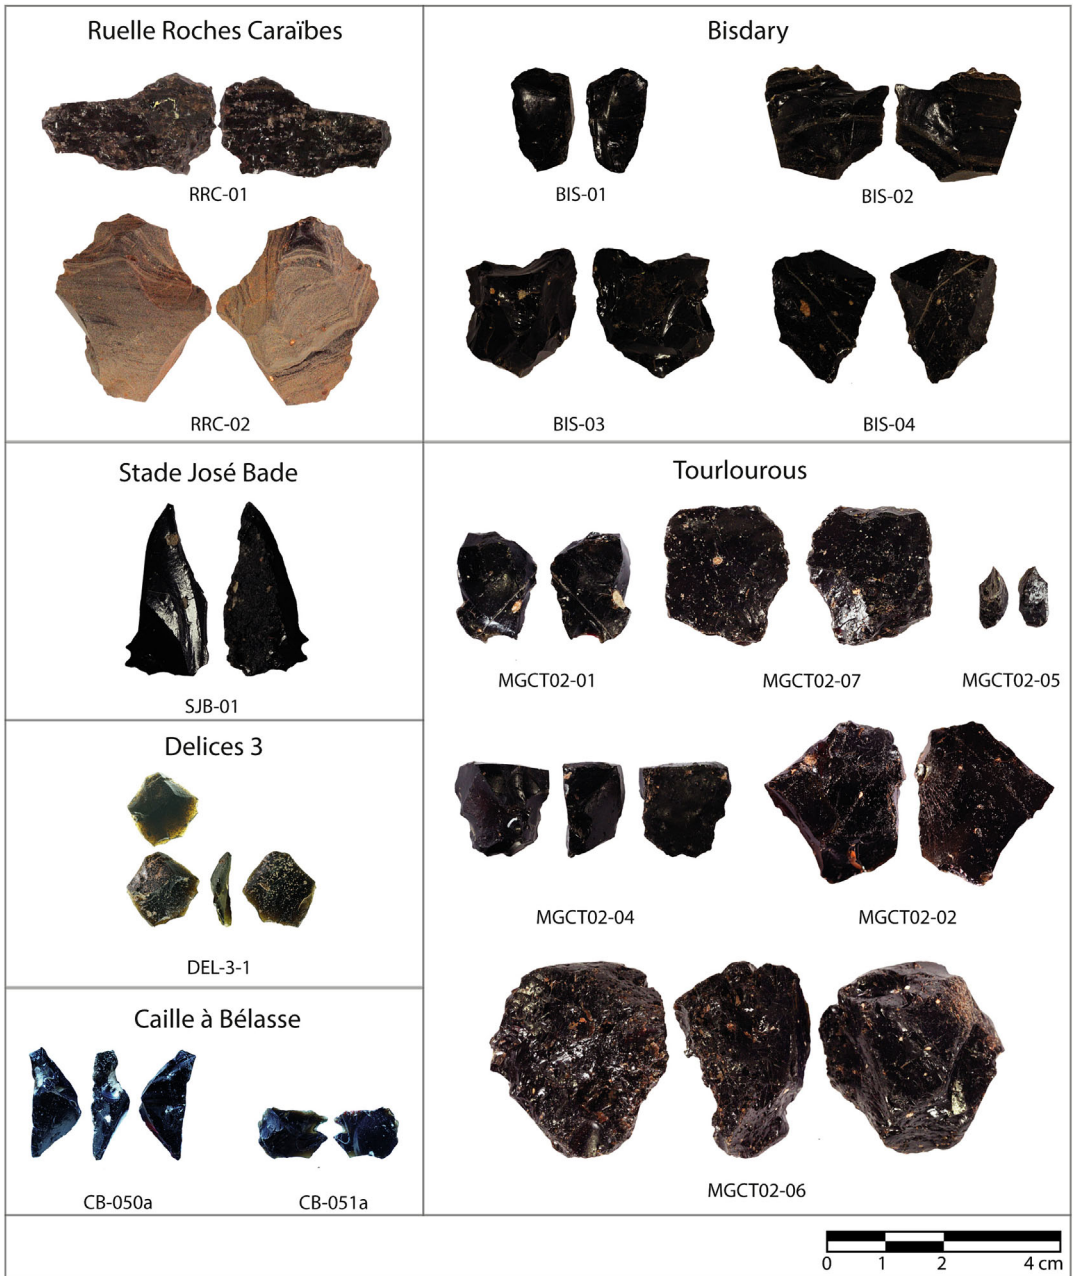 Ruelle Roches Caraïbes
RRC-01
RRC-02
Bisdary
BIS-01
BIS-02
BIS-03
BIS-04
Stade José Bade
SJB-01
Delices 3
DEL-3-1
Caille à Bélasse
CB-050a
CB-051a
Tourlourous
MGCT02-01
MGCT02-07
MGCT02-05
MGCT02-04
MGCT02-02
MGCT02-06
0 1 2 4 cm